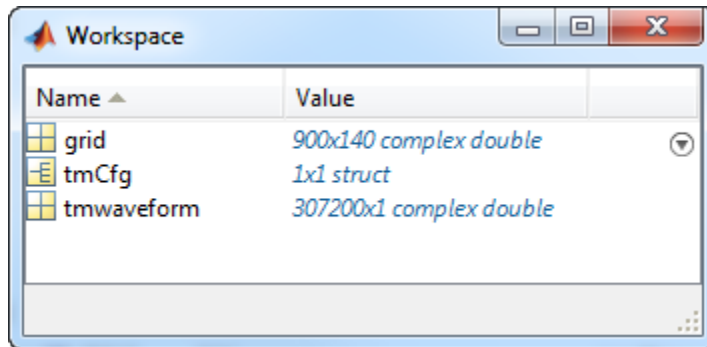 Workspace
Name Value
grid 900x140 complex double
tmCfg 1x1 struct
tmwaveform 307200x1 complex double